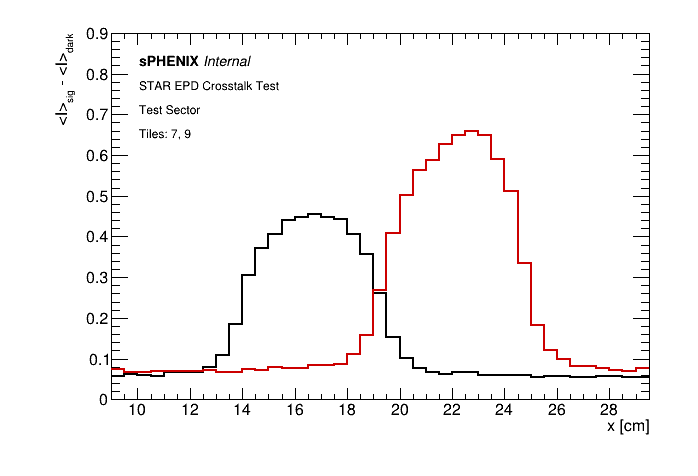 <I>sig - <I>dark
0.9
0.8
0.7
0.6
0.5
0.4
0.3
0.2
0.1
0
sPHENIX Internal
STAR EPD Crosstalk Test
Test Sector
Tiles: 7, 9
10 12 14 16 18 20 22 24 26 28
x [cm]